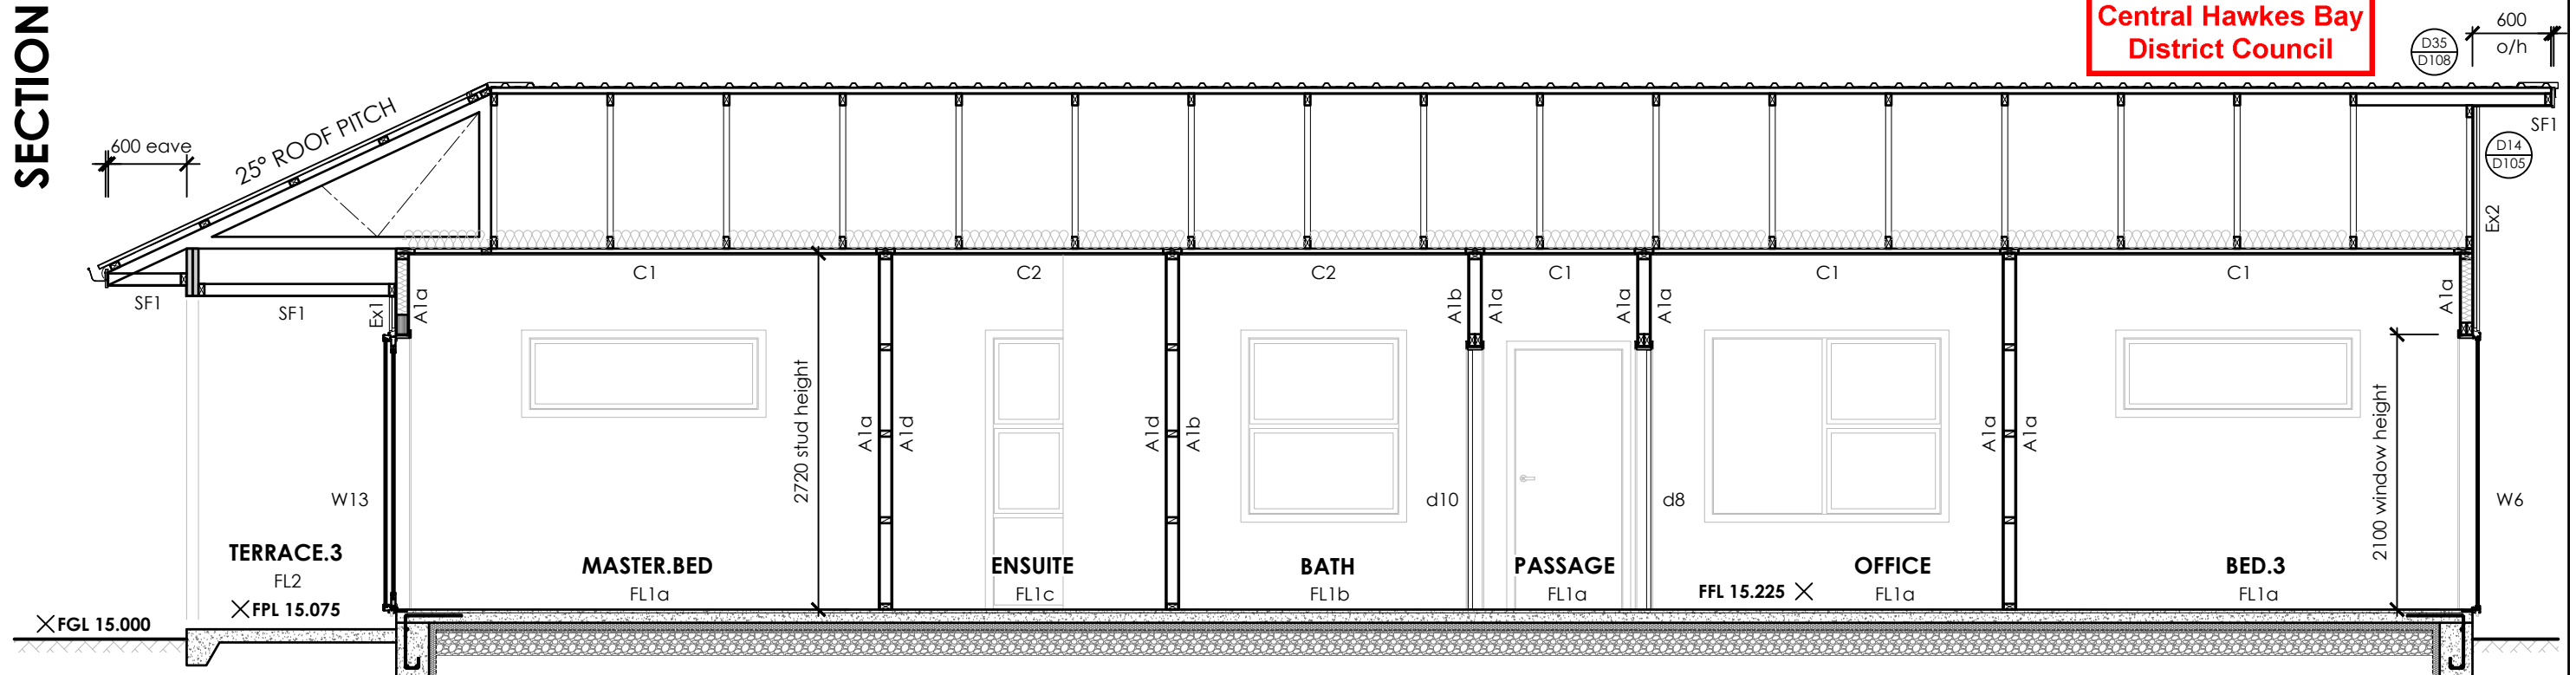 SECTION
Central Hawkes Bay
District Council
D35
D108
600
o/h
600 eave
25° ROOF PITCH
SF1
D14
D105
Ex2
SF1
SF1
Ex1
A1a
C1
C2
C2
A1b
A1a
C1
A1a
A1a
C1
C1
A1a
2720 stud height
A1a
A1d
A1d
A1b
A1a
A1a
2100 window height
W13
d10
d8
W6
TERRACE.3
FL2
FPL 15.075
FGL 15.000
MASTER.BED
FL1a
ENSUITE
FL1c
BATH
FL1b
PASSAGE
FL1a
FFL 15.225
OFFICE
FL1a
BED.3
FL1a